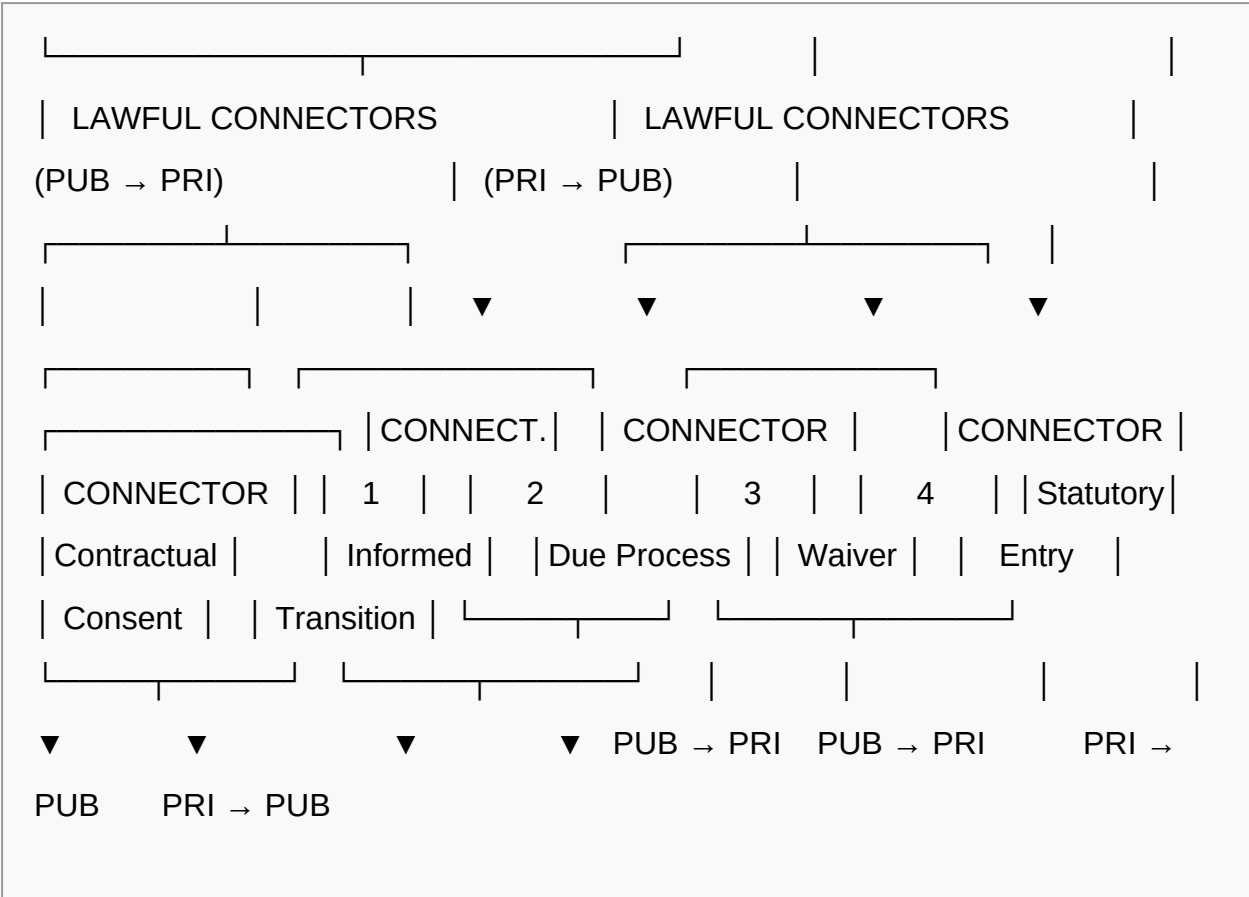 └─────────────────┬─────────────────┘ │ │
│ LAWFUL CONNECTORS │ LAWFUL CONNECTORS │
(PUB → PRI) │ (PRI → PUB) │ │
┌─────────┴─────────┐ ┌─────────┴─────────┐ │
│ │ │ ▼ ▼ ▼ ▼
┌──────────┐ ┌───────────────┐ ┌─────────────┐
┌───────────────┐ │CONNECT.│ │ CONNECTOR │ │CONNECTOR │
│ CONNECTOR │ │ 1 │ │ 2 │ │ 3 │ │ 4 │ │Statutory│
│Contractual │ │ Informed │ │Due Process │ │ Waiver │ │ Entry │
│ Consent │ │ Transition │ └─────┬────┘ └───────┬────────┘
└──────┬───────┘ └───────┬────────┘ │ │ │ │
▼ ▼ ▼ ▼ PUB → PRI PUB → PRI PRI →
PUB PRI → PUB